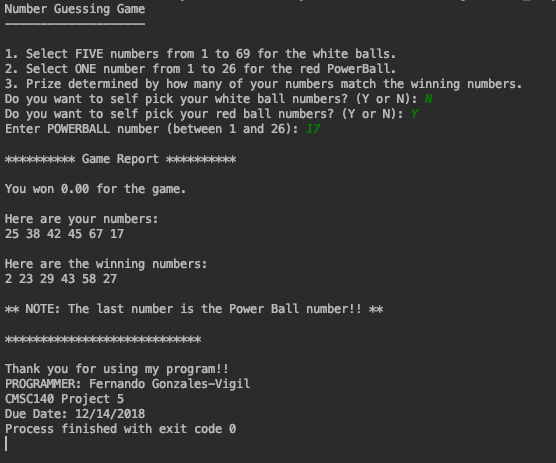 Number Guessing Game
--------------------
1. Select FIVE numbers from 1 to 69 for the white balls.
2. Select ONE number from 1 to 26 for the red PowerBall.
3. Prize determined by how many of your numbers match the winning numbers.
Do you want to self pick your white ball numbers? (Y or N): N
Do you want to self pick your red ball numbers? (Y or N): Y
Enter POWERBALL number (between 1 and 26): 17
********** Game Report **********
You won 0.00 for the game.
Here are your numbers:
25 38 42 45 67 17
Here are the winning numbers:
2 23 29 43 58 27
** NOTE: The last number is the Power Ball number!! **
****************************
Thank you for using my program!!
PROGRAMMER: Fernando Gonzales-Vigil
CMSC140 Project 5
Due Date: 12/14/2018
Process finished with exit code 0